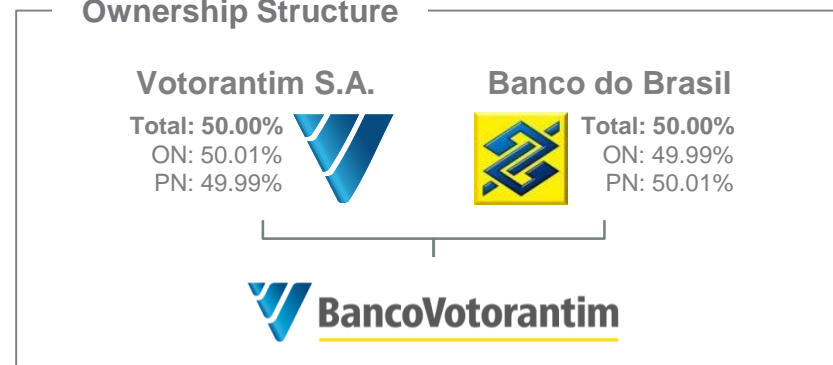 Ownership Structure
Votorantim S.A.
Total: 50.00%
ON: 50.01%
PN: 49.99%
Banco do Brasil
Total: 50.00%
ON: 49.99%
PN: 50.01%
BancoVotorantim